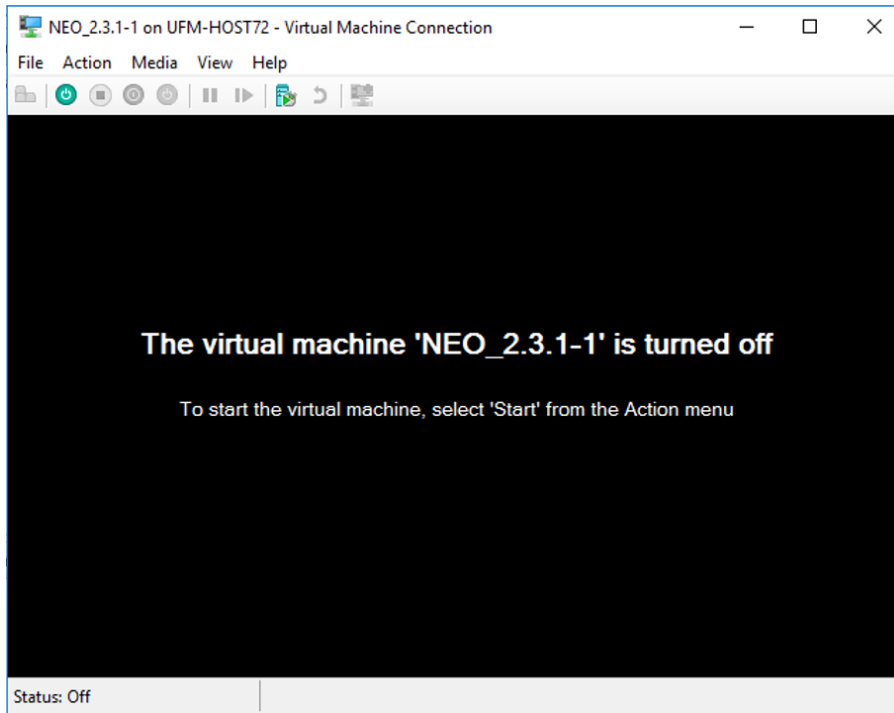 NEO_2.3.1-1 on UFM-HOST72 - Virtual Machine Connection
File Action Media View Help
The virtual machine 'NEO_2.3.1-1' is turned off
To start the virtual machine, select 'Start' from the Action menu
Status: Off